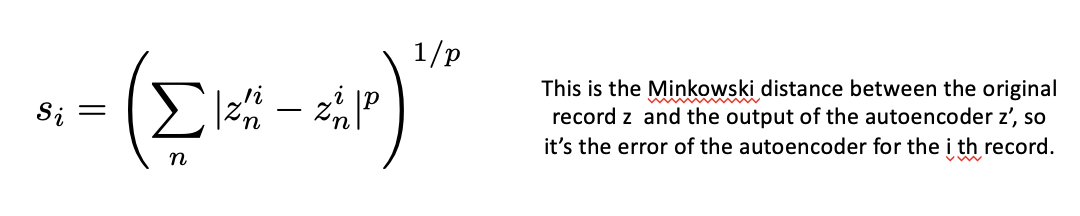 s_i = ( ∑_n |z'^i_n − z^i_n|^p )^{1/p}
This is the Minkowski distance between the original
record z and the output of the autoencoder z’, so
it’s the error of the autoencoder for the i th record.